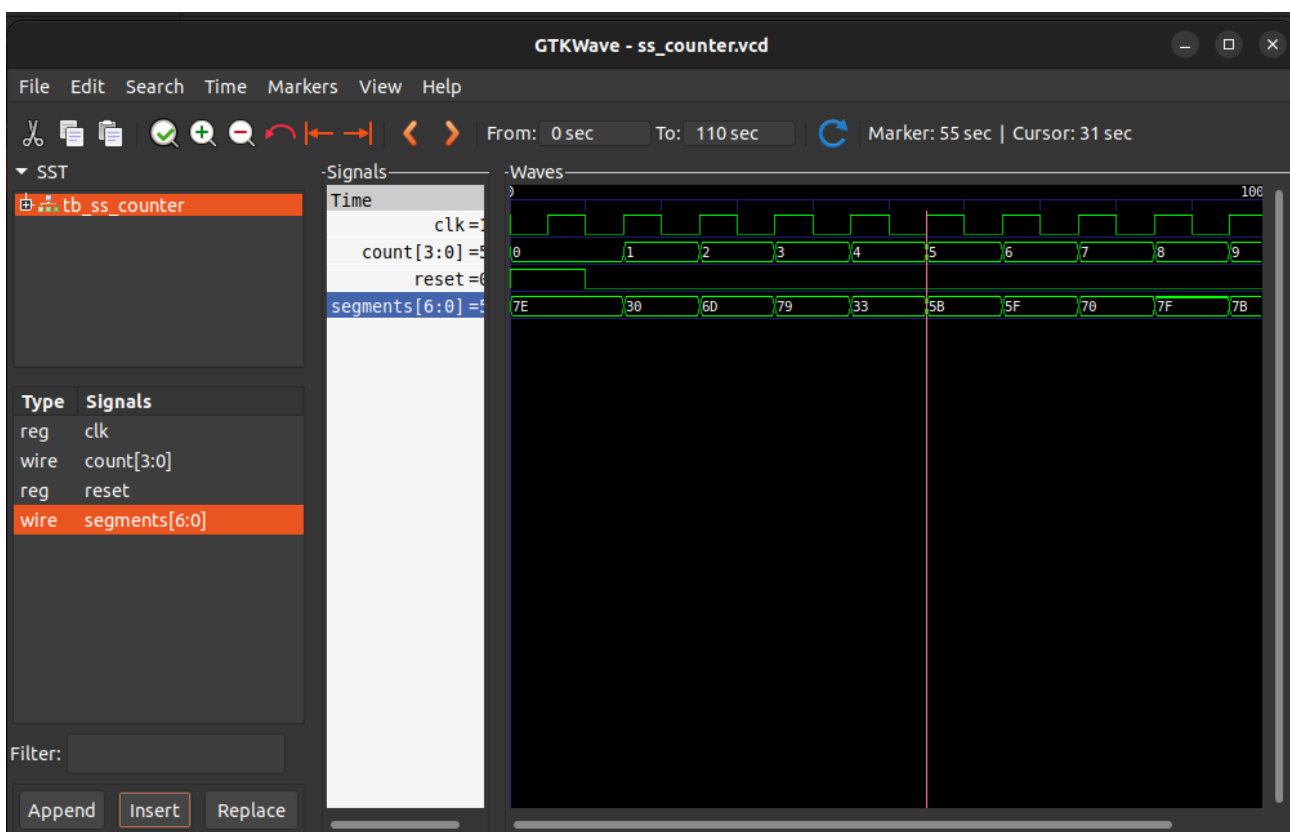 GTKWave - ss_counter.vcd
File Edit Search Time Markers View Help
From: 0 sec To: 110 sec Marker: 55 sec | Cursor: 31 sec
SST
tb_ss_counter
Type Signals
reg clk
wire count[3:0]
reg reset
wire segments[6:0]
Filter:
Append Insert Replace
Signals
Time
clk =1
count[3:0] =5
reset =0
segments[6:0] =5
Waves
0 100
0 1 2 3 4 5 6 7 8 9
7E 30 6D 79 33 5B 5F 70 7F 7B